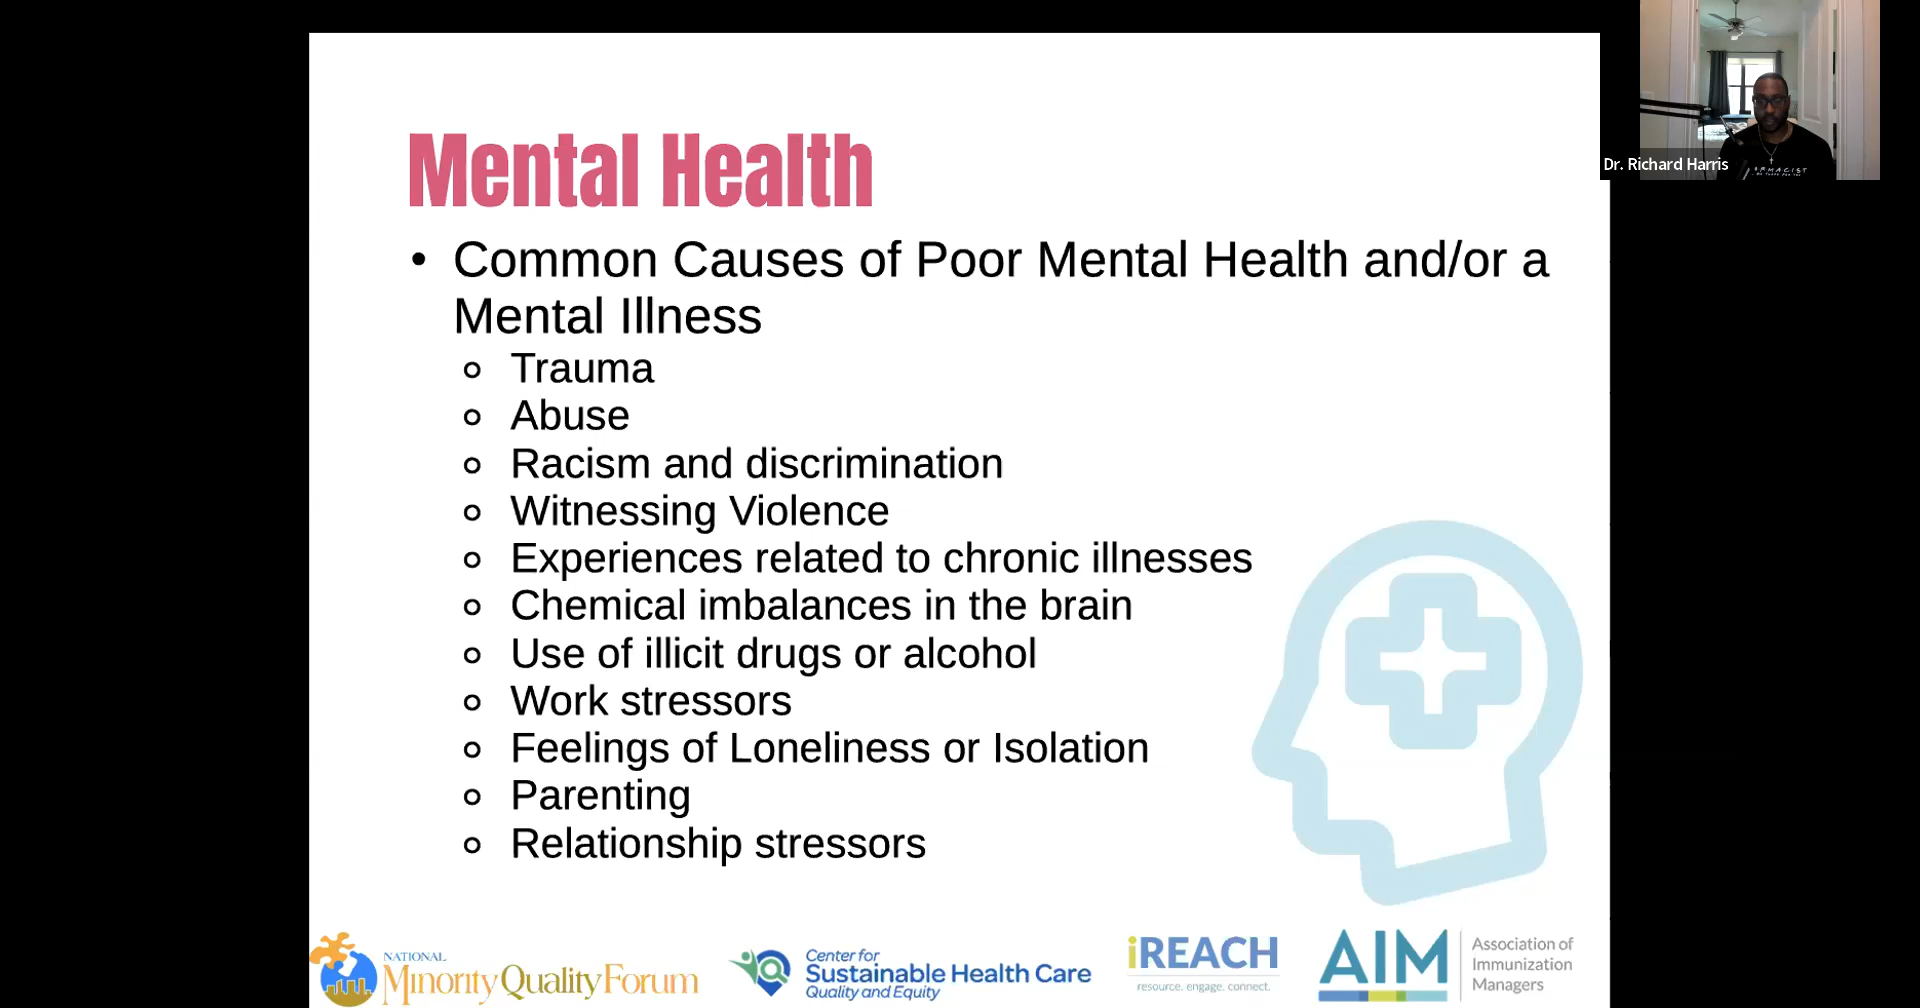 Mental Health
• Common Causes of Poor Mental Health and/or a
Mental Illness
Trauma
Abuse
Racism and discrimination
Witnessing Violence
Experiences related to chronic illnesses
Chemical imbalances in the brain
Use of illicit drugs or alcohol
Work stressors
Feelings of Loneliness or Isolation
Parenting
Relationship stressors
Dr. Richard Harris
NATIONAL
Minority Quality Forum
Center for
Sustainable Health Care
Quality and Equity
iREACH
resource. engage. connect.
AIM
Association of
Immunization
Managers